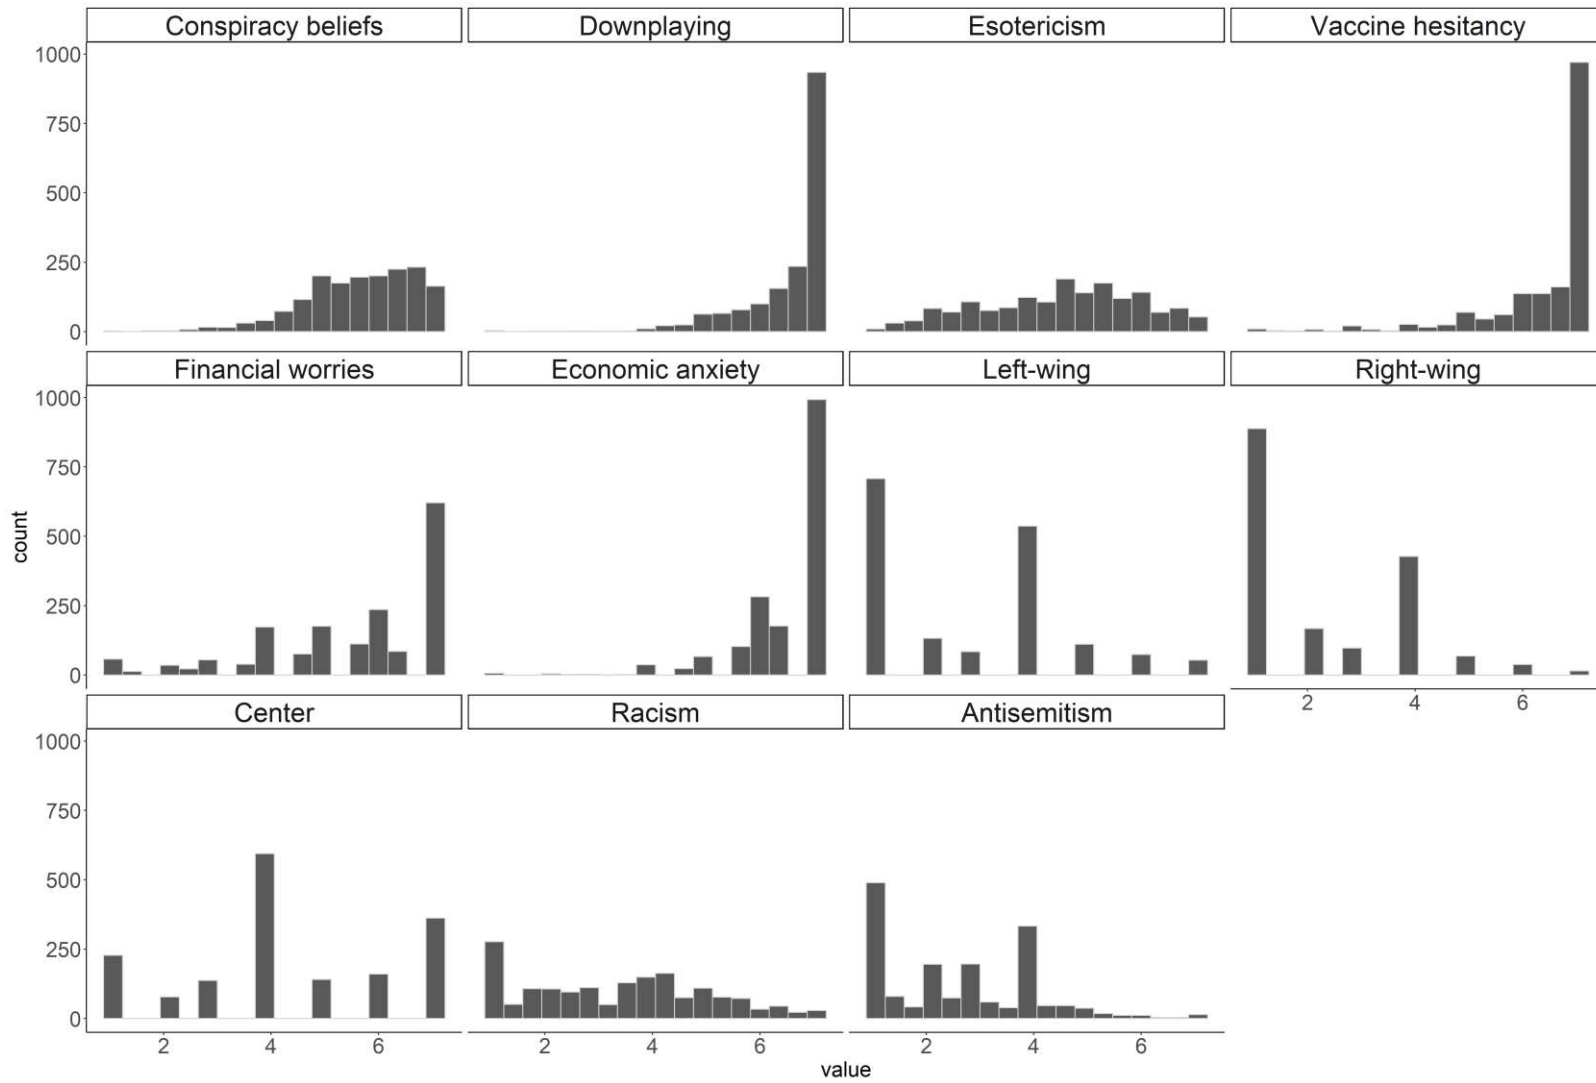 Conspiracy beliefs Downplaying Esotericism Vaccine hesitancy
1000
750
500
250
0
Financial worries Economic anxiety Left-wing Right-wing
1000
750
500
250
0
count
2 4 6
Center Racism Antisemitism
1000
750
500
250
0
2 4 6 2 4 6 2 4 6
value